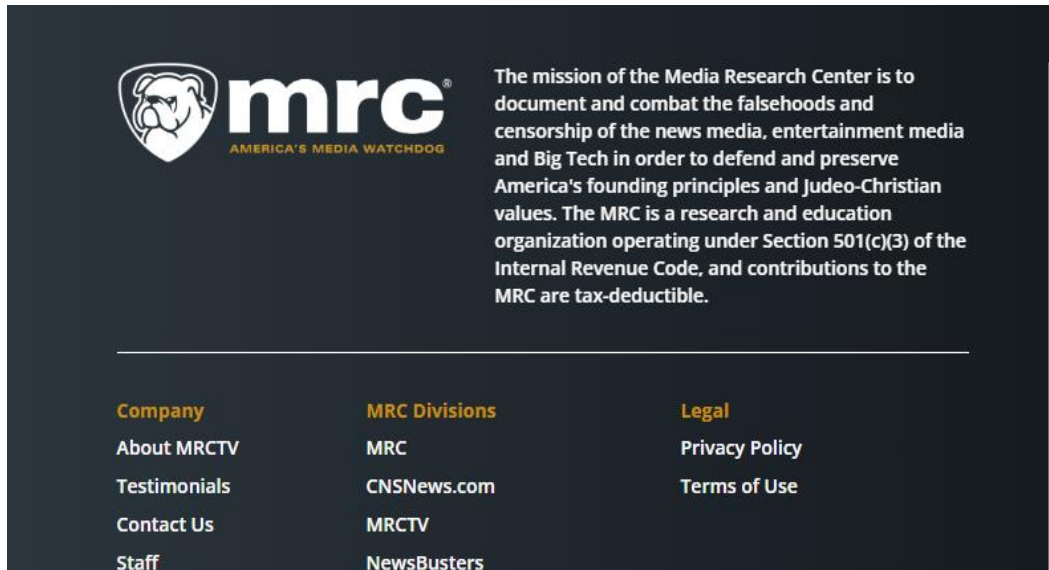 mrc®
AMERICA'S MEDIA WATCHDOG
The mission of the Media Research Center is to
document and combat the falsehoods and
censorship of the news media, entertainment media
and Big Tech in order to defend and preserve
America's founding principles and Judeo-Christian
values. The MRC is a research and education
organization operating under Section 501(c)(3) of the
Internal Revenue Code, and contributions to the
MRC are tax-deductible.
Company
About MRCTV
Testimonials
Contact Us
Staff
MRC Divisions
MRC
CNSNews.com
MRCTV
NewsBusters
Legal
Privacy Policy
Terms of Use